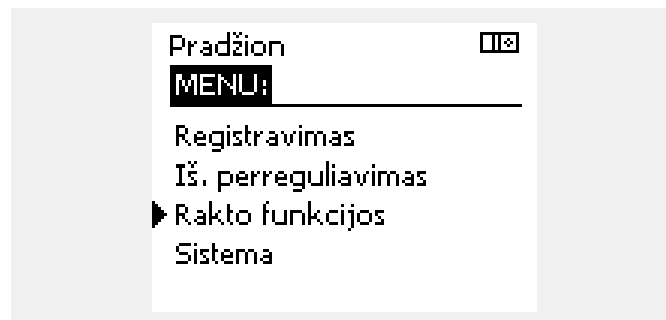 Pradžion
MENU:
Registravimas
Iš. perreguliavimas
Rakto funkcijos
Sistema